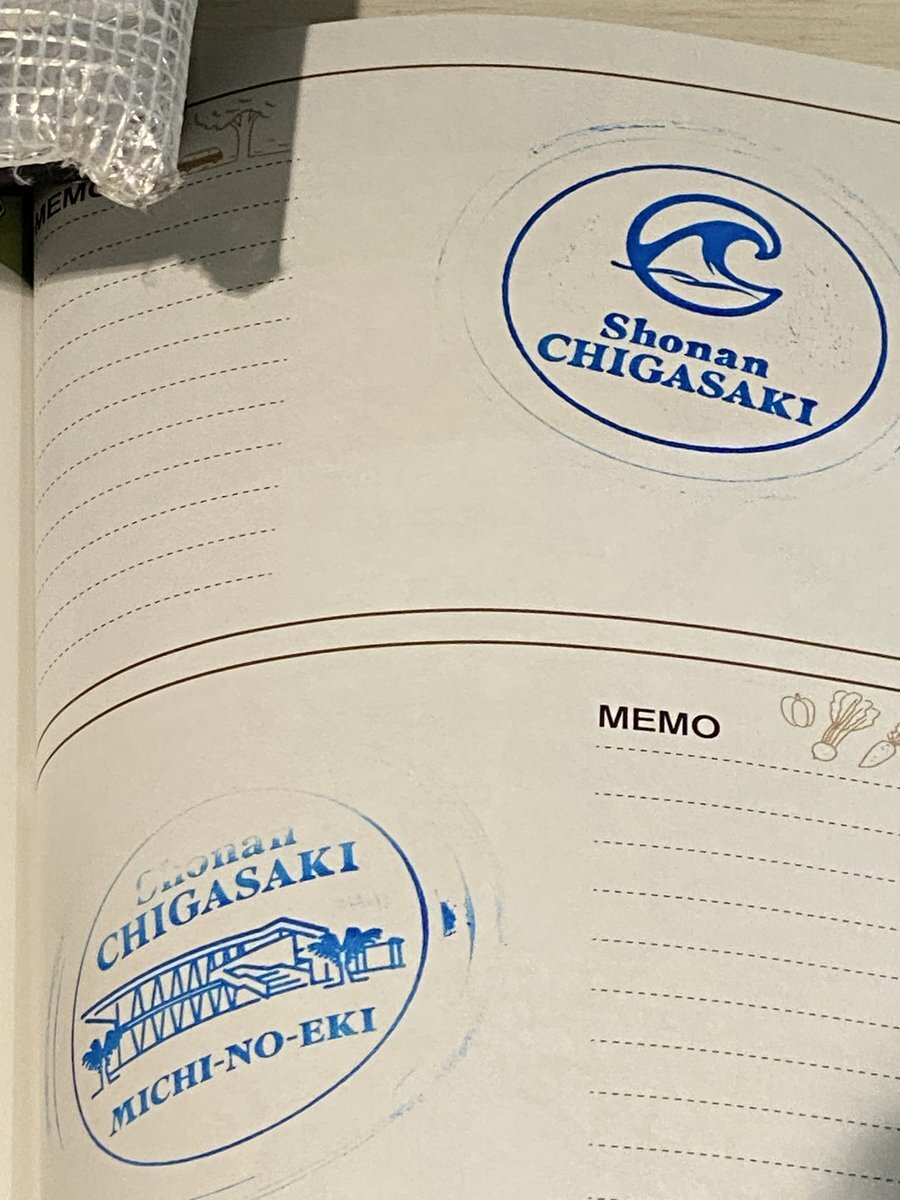 MEMO
Shonan
CHIGASAKI
MEMO
Shonan
CHIGASAKI
MICHI-NO-EKI